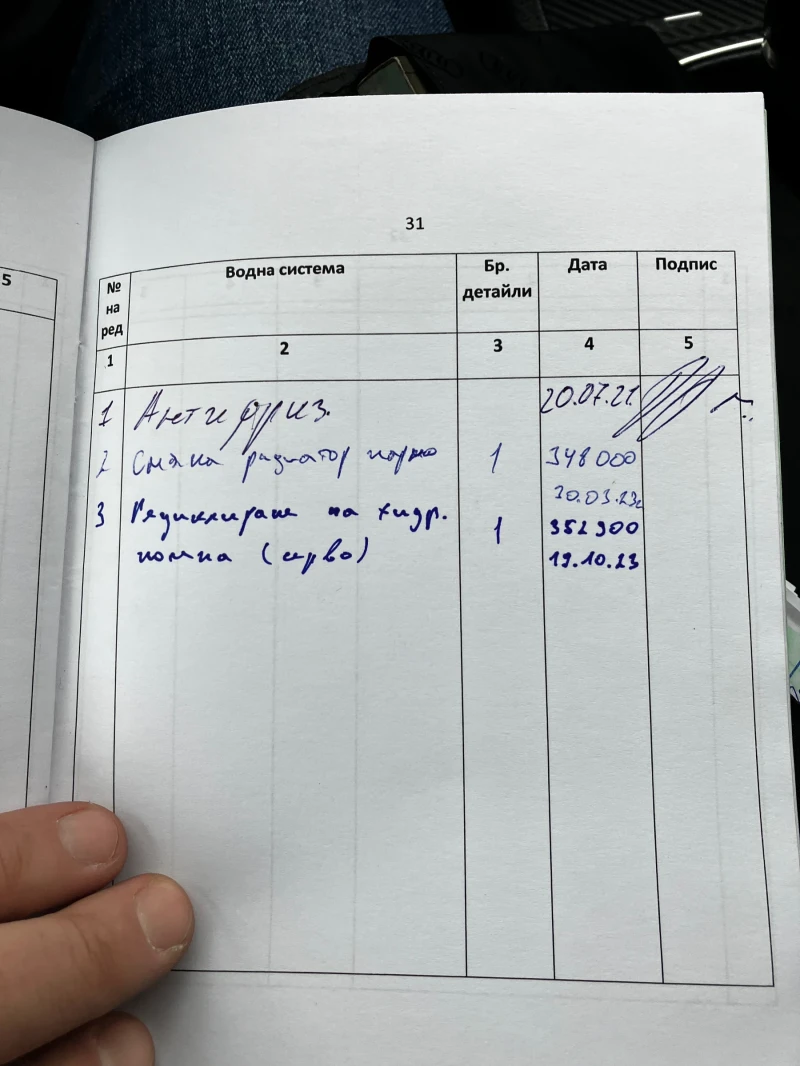 31
5
№ на ред
Водна система
Бр. детайли
Дата
Подпис
1
2
3
4
5
1 Антифриз. 20.07.21. г.
2 Смяна радиатор парно 1 348 000
30.03.23г
3 Рециклиране на хидр. 1 352 900
помпа (серво) 19.10.23